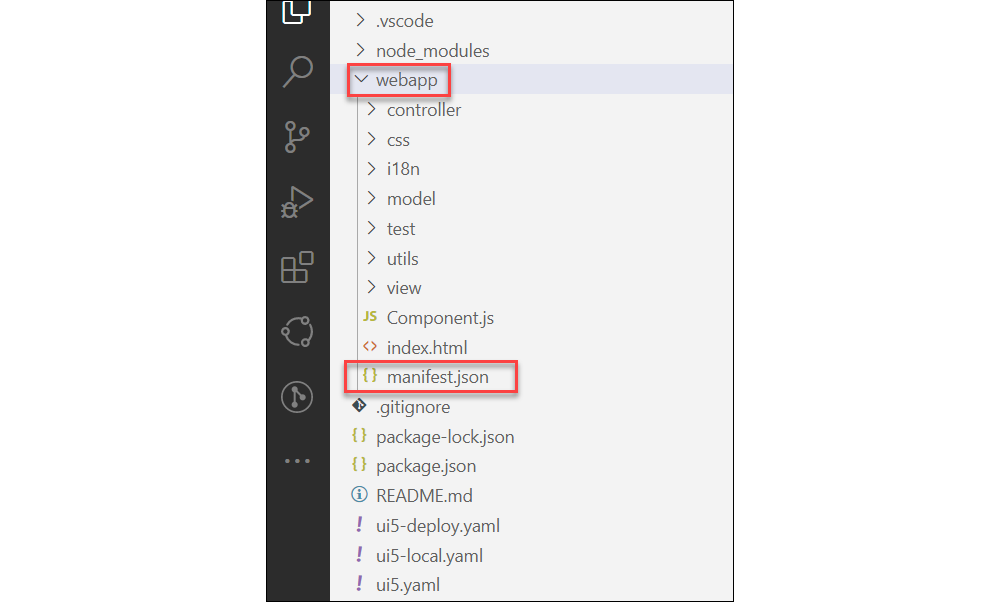 .vscode
node_modules
webapp
controller
css
i18n
model
test
utils
view
JS Component.js
<> index.html
{} manifest.json
.gitignore
{} package-lock.json
{} package.json
README.md
! ui5-deploy.yaml
! ui5-local.yaml
! ui5.yaml